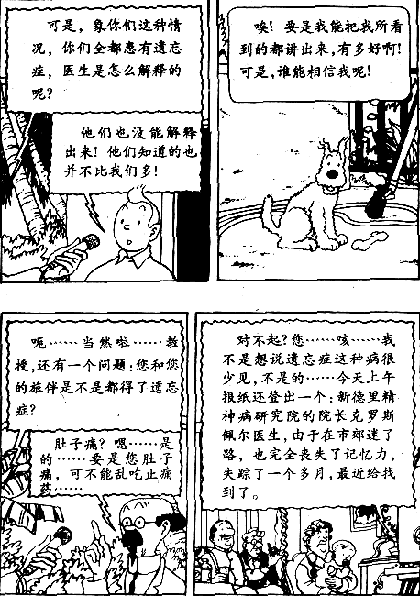 可是，象你们这种情
况，你们全都患有遗忘
症，医生是怎么解释的
呢？
他们也没能解释
出来！他们知道的也
并不比我们多！
唉！要是我能把我所看
到的都讲出来，有多好啊！
可是，谁能相信我呢！
呃……当然啦……教
授，还有一个问题：您和您
的旅伴是不是都得了遗忘
症？
肚子痛？嗯……是
的……要是您肚子
痛，可不能乱吃止痛
药……
对不起？您……咳……我
不是想说遗忘症这种病很
少见，不是的……今天上午
报纸还登出一个：新德里精
神病研究院的院长克罗斯
佩尔医生，由于在市郊迷了
路，也完全丧失了记忆力，
失踪了一个多月，最近给找
到了。